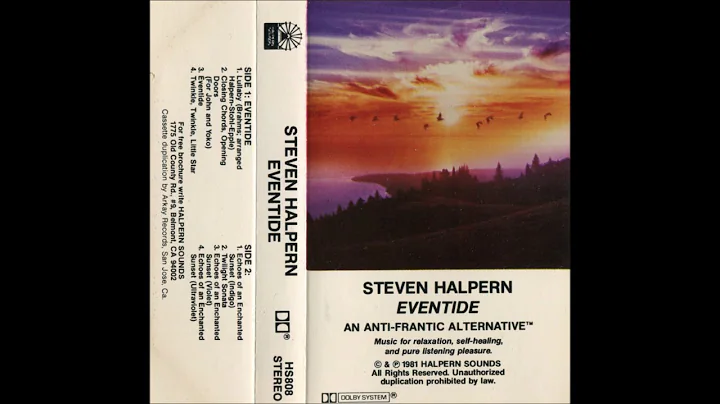 SIDE 1: EVENTIDE
1. Lullaby (Brahms; arranged
Halpern-Stohl-Epple)
2. Closing Chords, Opening
Doors
(For John and Yoko)
3. Eventide
4. Twinkle, Twinkle, Little Star
SIDE 2:
1. Echoes of an Enchanted
Sunset (Indigo)
2. Twilight Sonata
3. Echoes of an Enchanted
Sunset (Violet)
4. Echoes of an Enchanted
Sunset (Ultraviolet)
For free brochure write HALPERN SOUNDS
1775 Old County Rd., #9, Belmont, CA 94002
Cassette duplication by Arkay Records, San Jose, Ca.
STEVEN HALPERN
EVENTIDE
HS808
STEREO
STEVEN HALPERN
EVENTIDE
AN ANTI-FRANTIC ALTERNATIVE™
Music for relaxation, self-healing,
and pure listening pleasure.
© & ℗ 1981 HALPERN SOUNDS
All Rights Reserved. Unauthorized
duplication prohibited by law.
DOLBY SYSTEM®